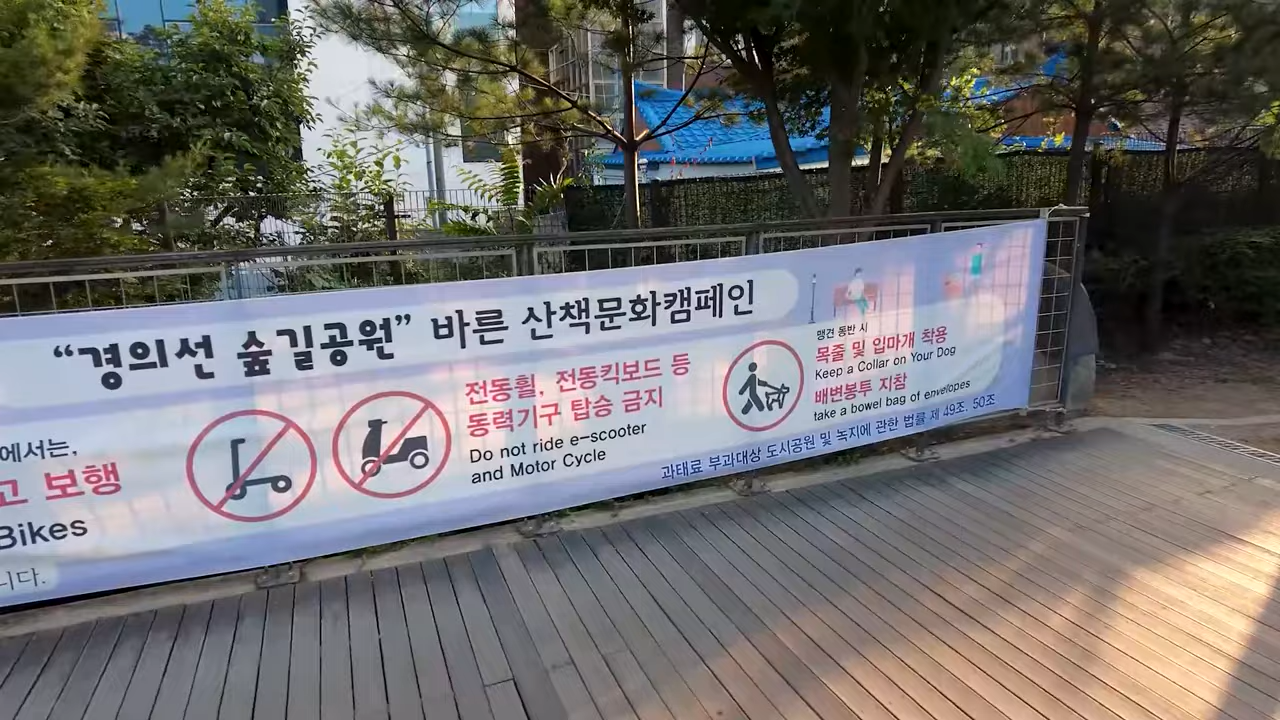 “경의선 숲길공원” 바른 산책문화캠페인
에서는,
고 보행
Bikes
니다.
전동휠, 전동킥보드 등
동력기구 탑승 금지
Do not ride e-scooter
and Motor Cycle
맹견 동반 시
목줄 및 입마개 착용
Keep a Collar on Your Dog
배변봉투 지참
take a bowel bag of envelopes
과태료 부과대상 도시공원 및 녹지에 관한 법률 제 49조. 50조